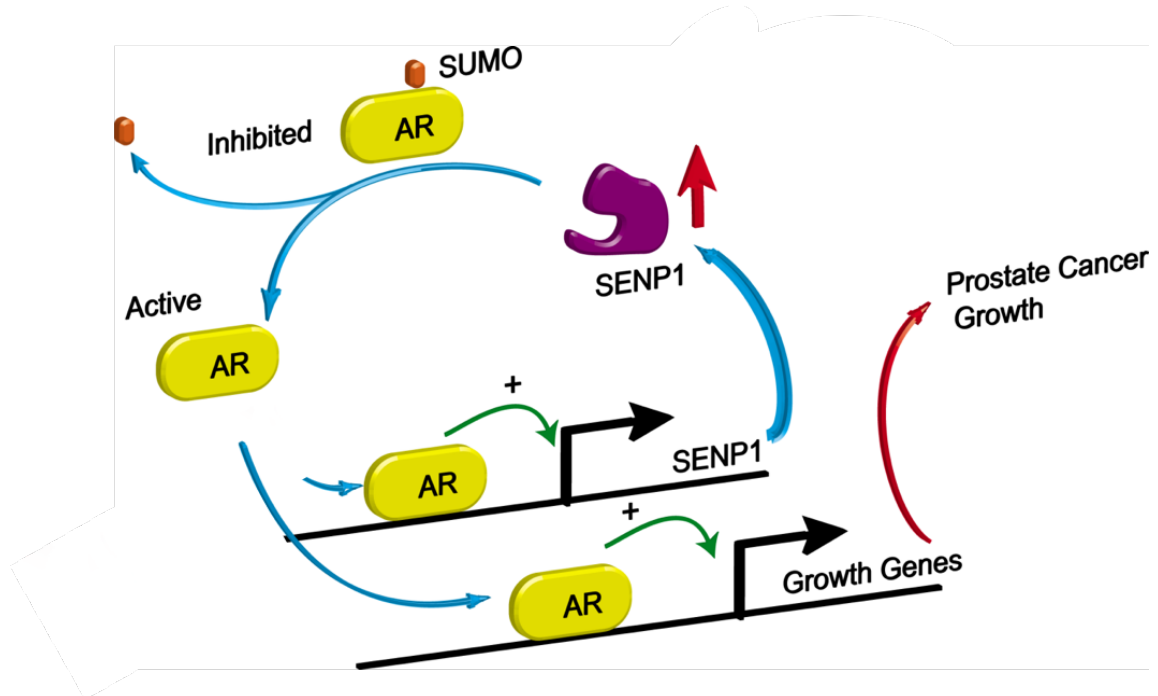 SUMO
AR
Inhibited
SENP1
Active
AR
Prostate Cancer
Growth
+
AR
SENP1
+
AR
Growth Genes